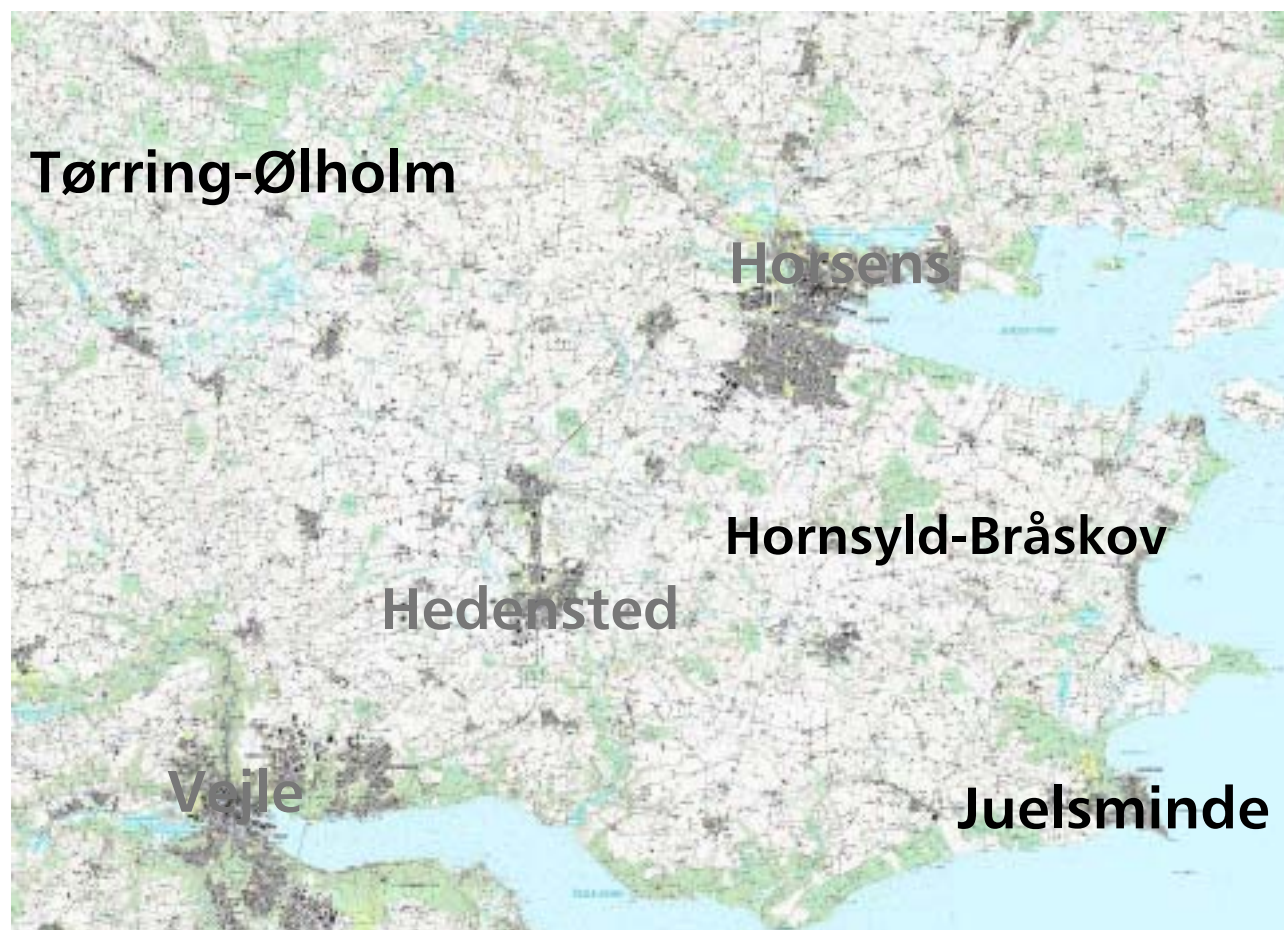 Tørring-Ølholm
Horsens
Hornsyld-Bråskov
Hedensted
Vejle
Juelsminde